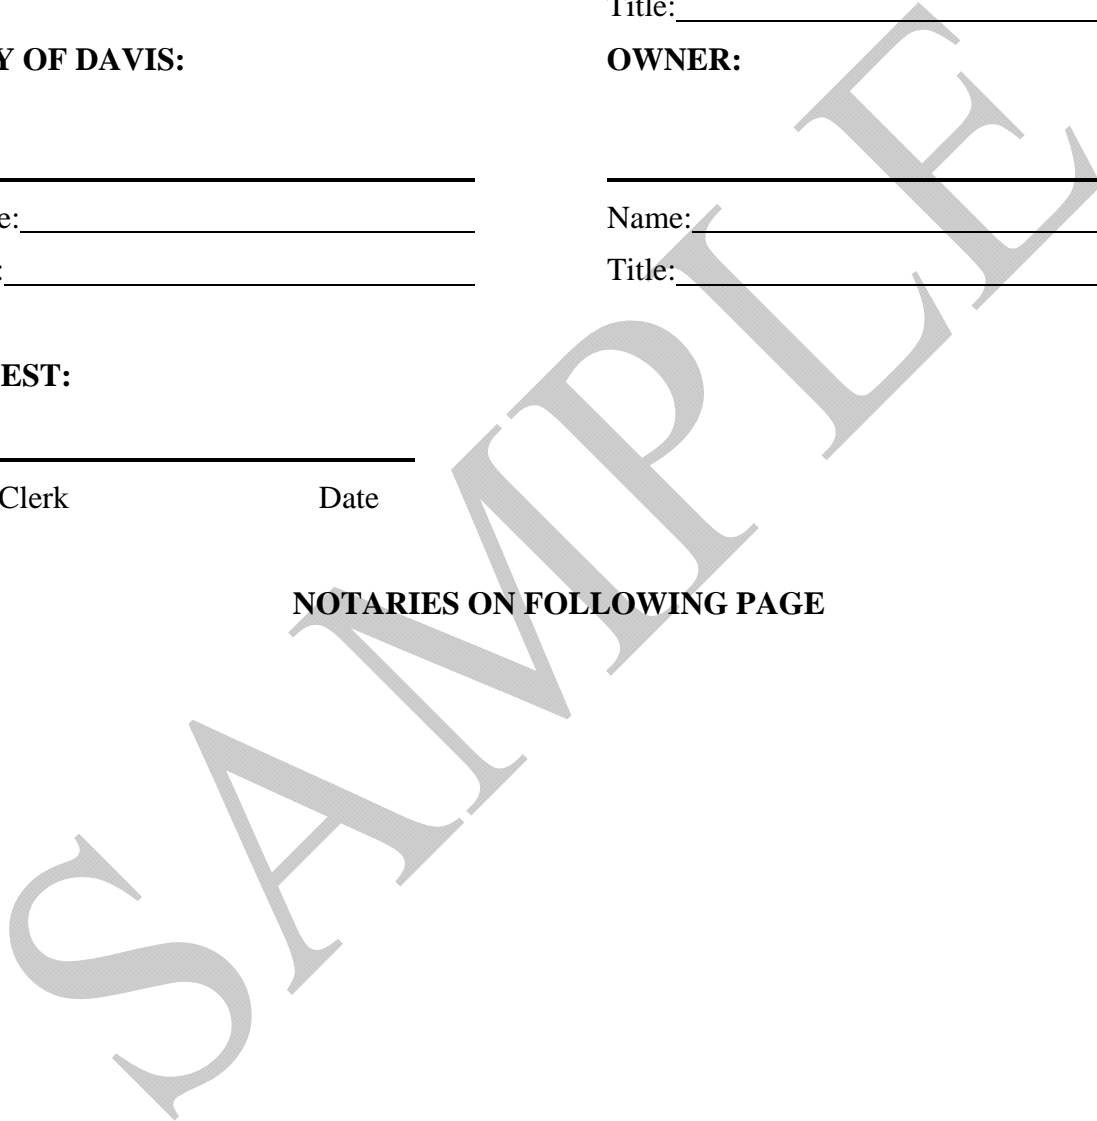 Title:
Y OF DAVIS:
OWNER:
e:
Name:
:
Title:
EST:
Clerk Date
NOTARIES ON FOLLOWING PAGE
SAMPLE